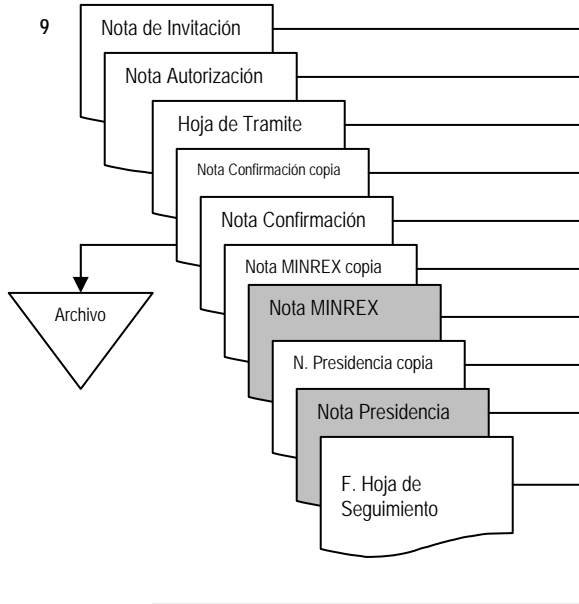 9
Nota de Invitación
Nota Autorización
Hoja de Tramite
Nota Confirmación copia
Nota Confirmación
Nota MINREX copia
Archivo
Nota MINREX
N. Presidencia copia
Nota Presidencia
F. Hoja de
Seguimiento